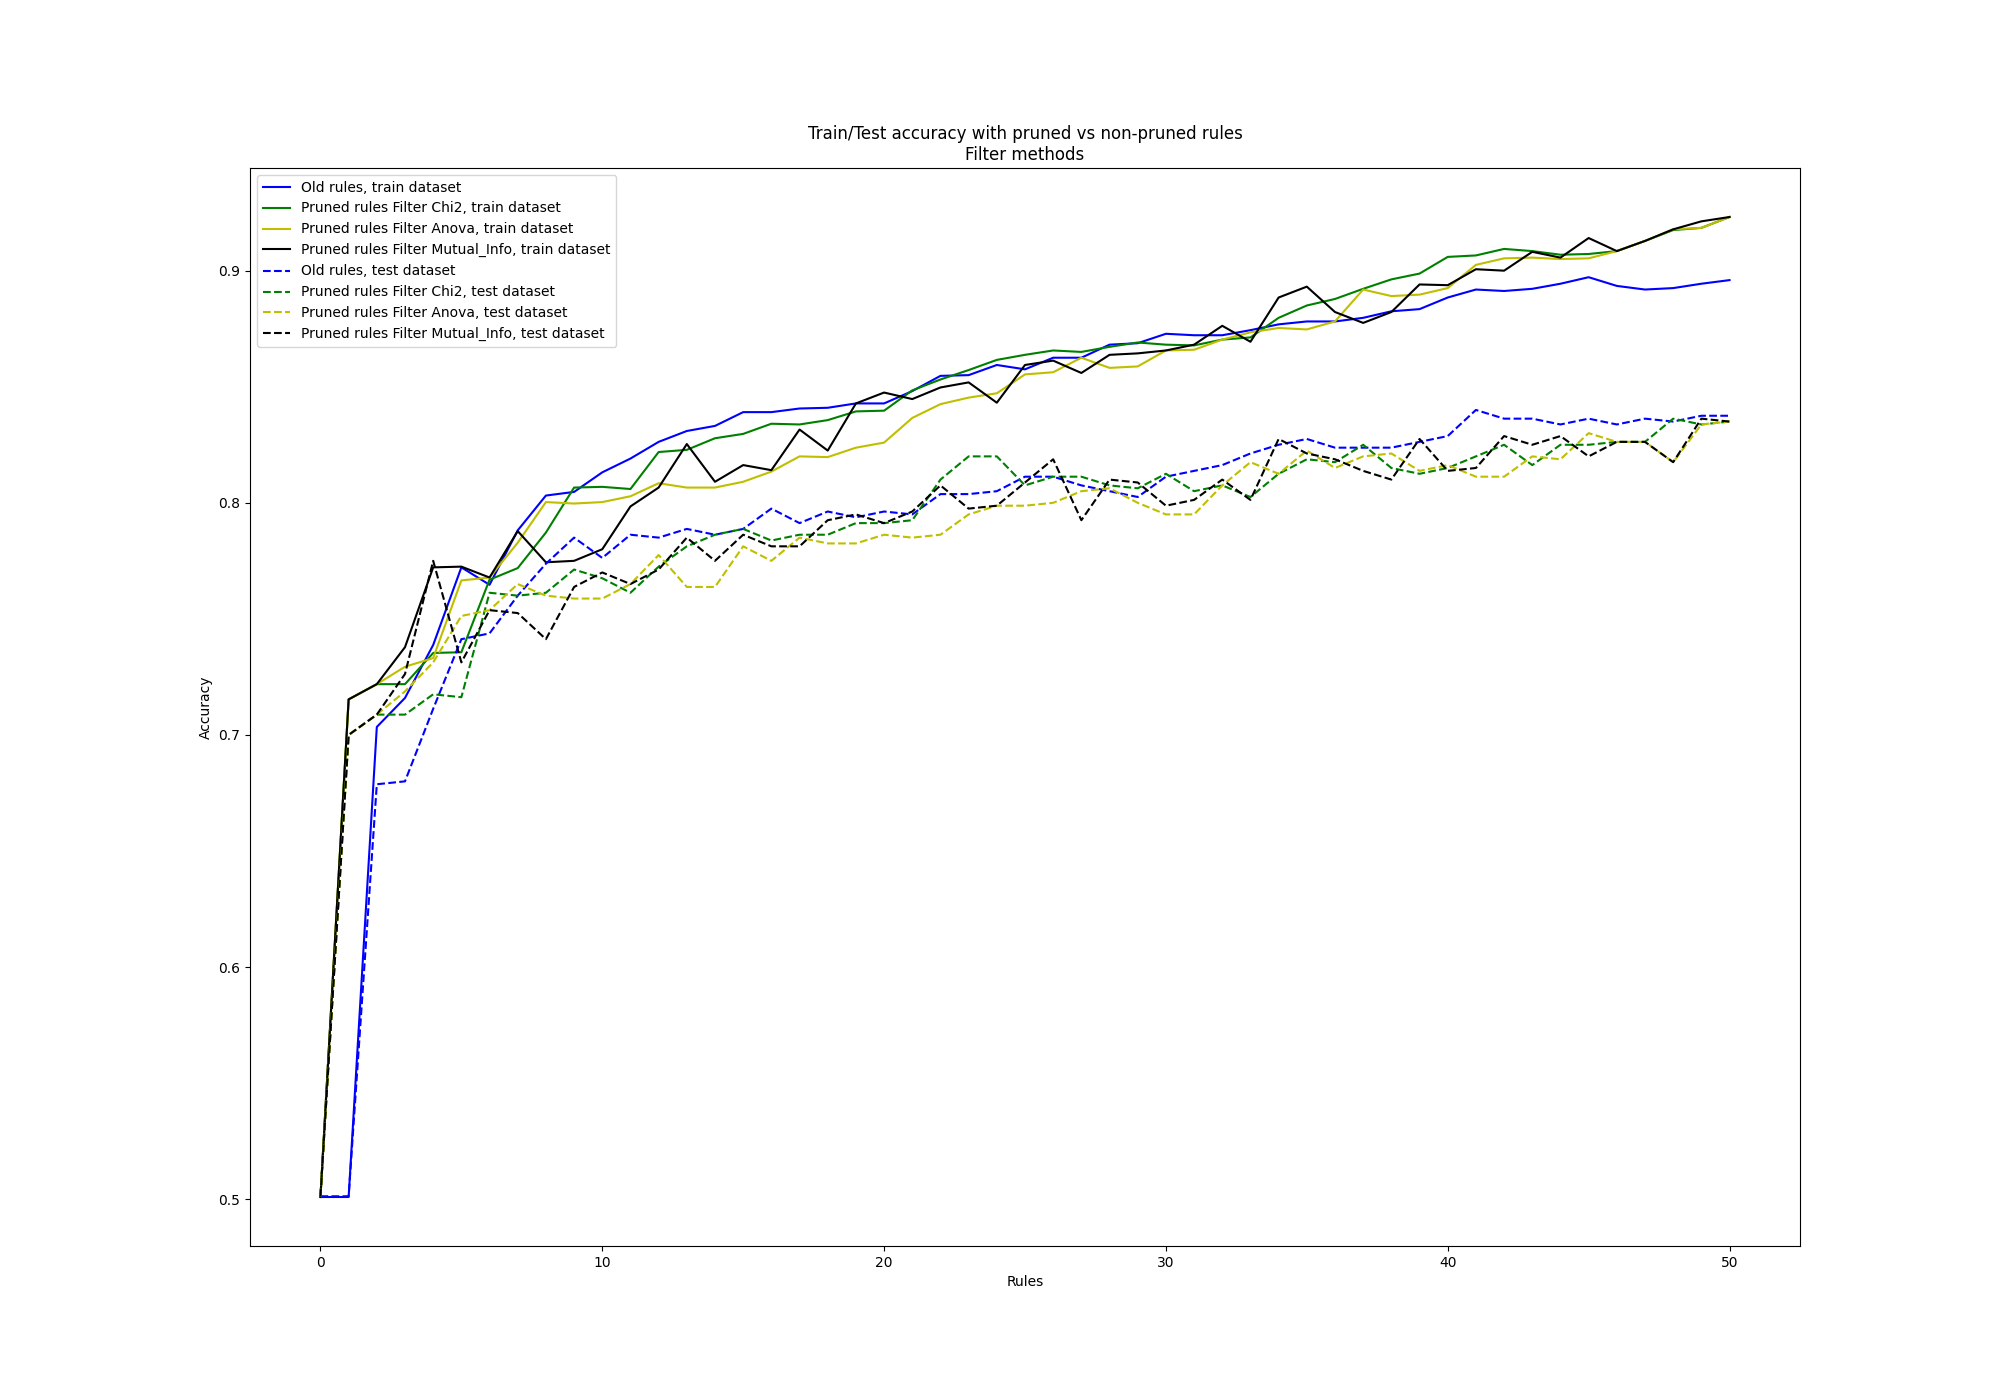 Train/Test accuracy with pruned vs non-pruned rules
Filter methods
Old rules, train dataset
Pruned rules Filter Chi2, train dataset
Pruned rules Filter Anova, train dataset
Pruned rules Filter Mutual_Info, train dataset
Old rules, test dataset
Pruned rules Filter Chi2, test dataset
Pruned rules Filter Anova, test dataset
Pruned rules Filter Mutual_Info, test dataset
0.9
0.8
0.7
0.6
0.5
Accuracy
0 10 20 30 40 50
Rules